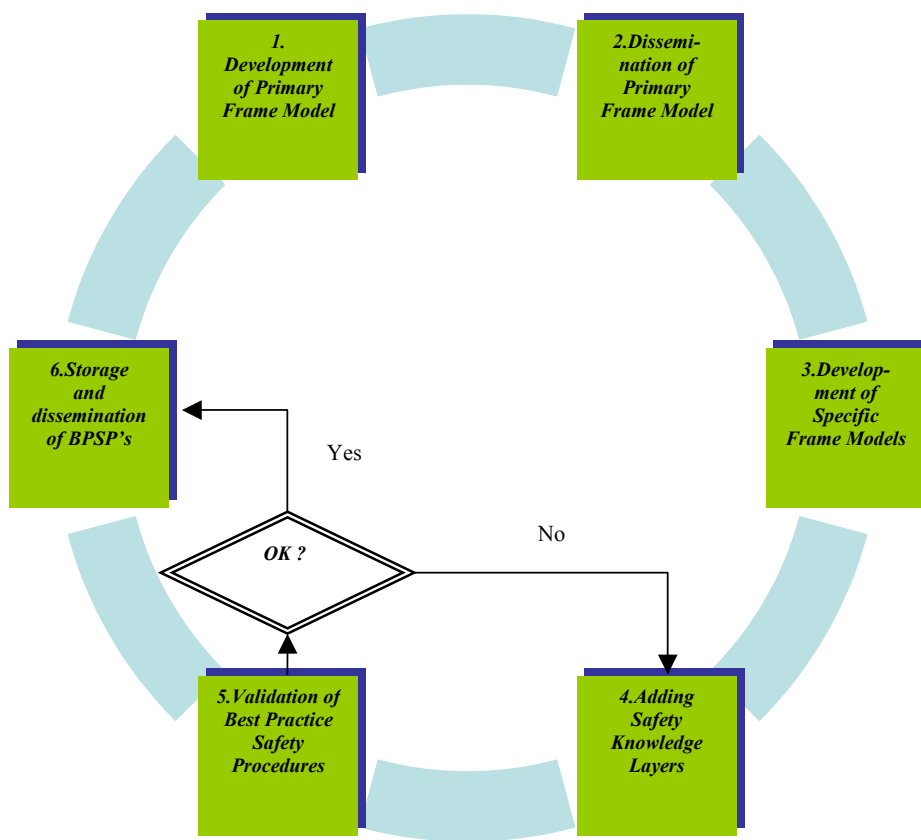 1.
Development
of Primary
Frame Model
2.Dissemi-
nation of
Primary
Frame Model
3.Develop-
ment of
Specific
Frame Models
4.Adding
Safety
Knowledge
Layers
5.Validation of
Best Practice
Safety
Procedures
6.Storage
and
dissemination
of BPSP's
Yes
OK ?
No